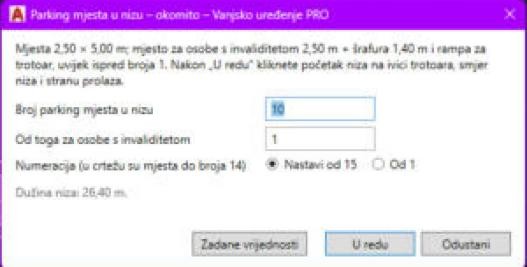 Parking mjesta u nizu – okomito – Vanjsko uređenje PRO
Mjesta 2,50 × 5,00 m; mjesto za osobe s invaliditetom 2,50 m + šrafura 1,40 m i rampa za
trotoar, uvijek ispred broja 1. Nakon „U redu" kliknete početak niza na ivici trotoara, smjer
niza i stranu prolaza.
Broj parking mjesta u nizu 10
Od toga za osobe s invaliditetom 1
Numeracija (u crtežu su mjesta do broja 14) Nastavi od 15 Od 1
Dužina niza: 26,40 m.
Zadane vrijednosti U redu Odustani